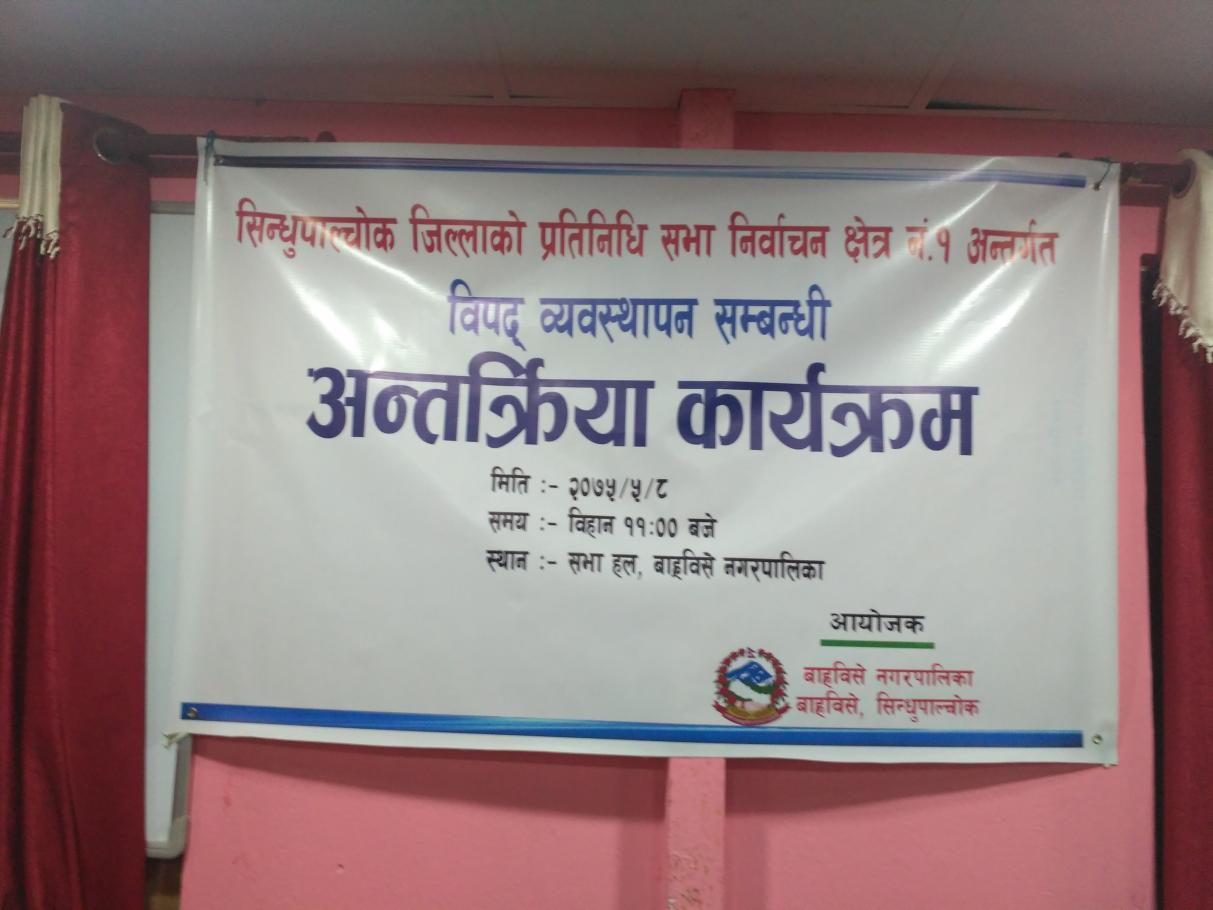 सिन्धुपाल्चोक जिल्लाको प्रतिनिधि सभा निर्वाचन क्षेत्र नं.१ अन्तर्गत
विपद् व्यवस्थापन सम्बन्धी
अन्तर्क्रिया कार्यक्रम
मिति :- २०७५/५/८
समय :- विहान ११:०० बजे
स्थान :- सभा हल, बाह्रविसे नगरपालिका
आयोजक
बाह्रविसे नगरपालिका
बाह्रविसे, सिन्धुपाल्चोक